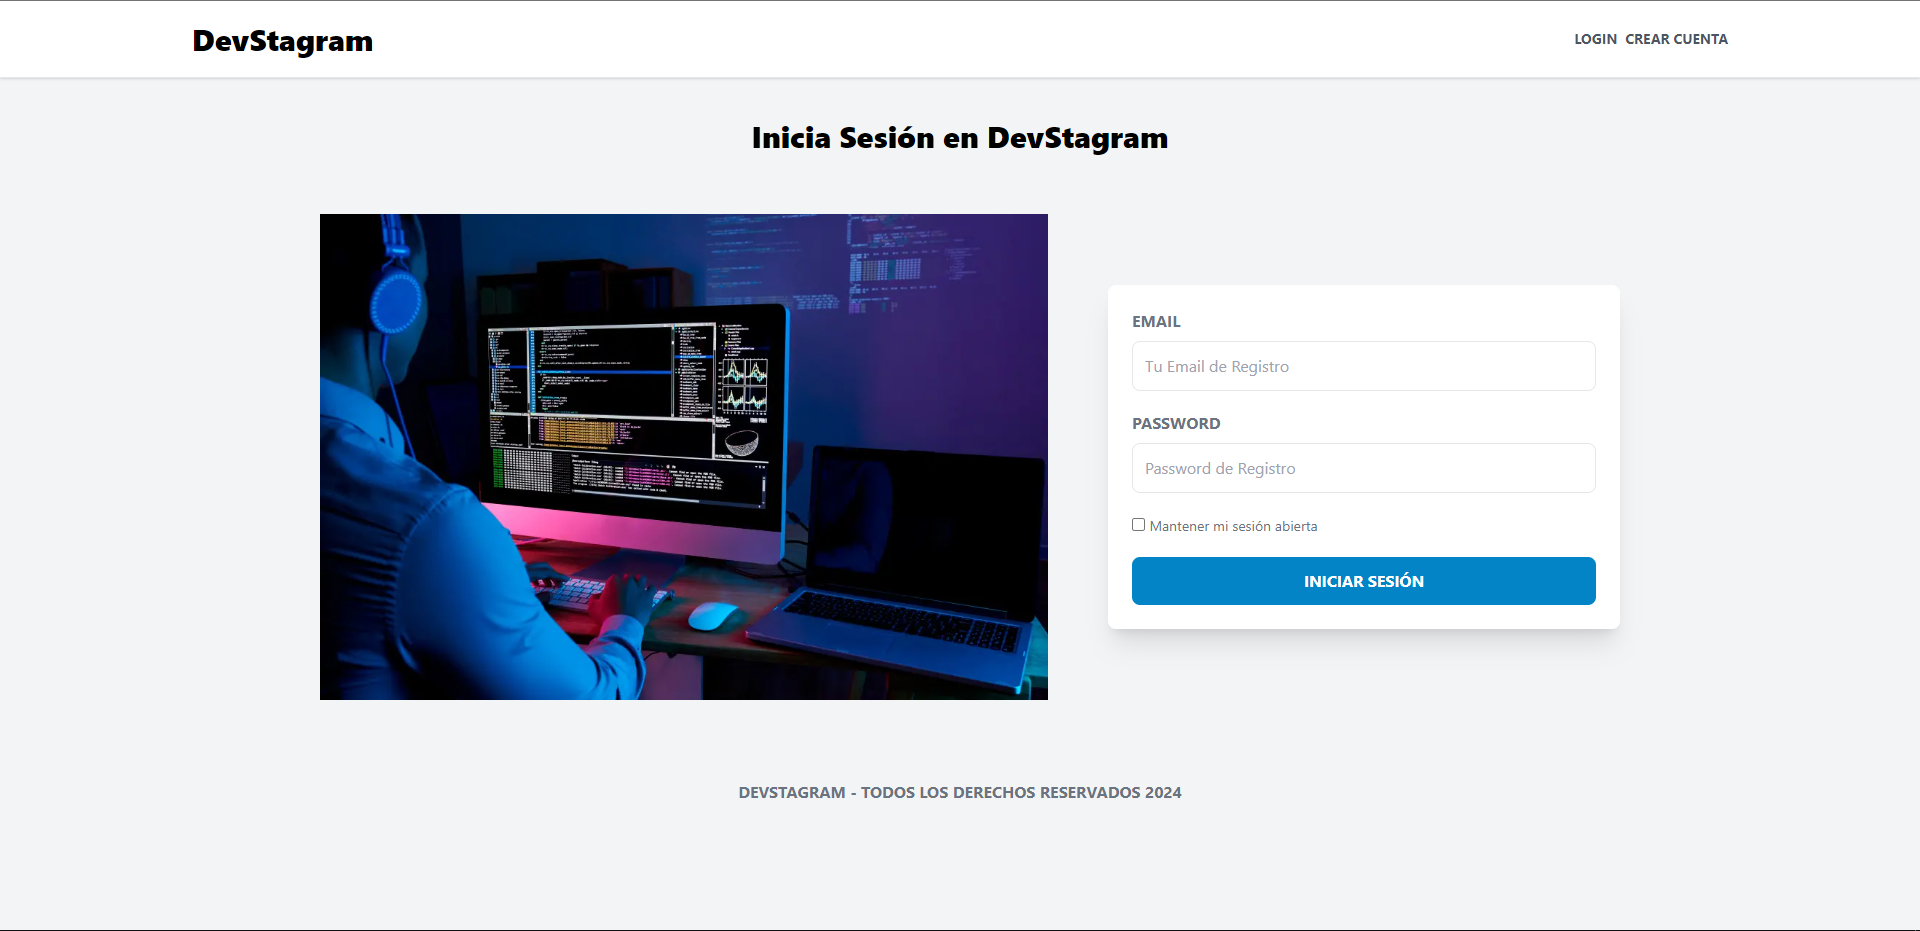 DevStagram
LOGIN CREAR CUENTA
Inicia Sesión en DevStagram
EMAIL
Tu Email de Registro
PASSWORD
Password de Registro
Mantener mi sesión abierta
INICIAR SESIÓN
DEVSTAGRAM - TODOS LOS DERECHOS RESERVADOS 2024